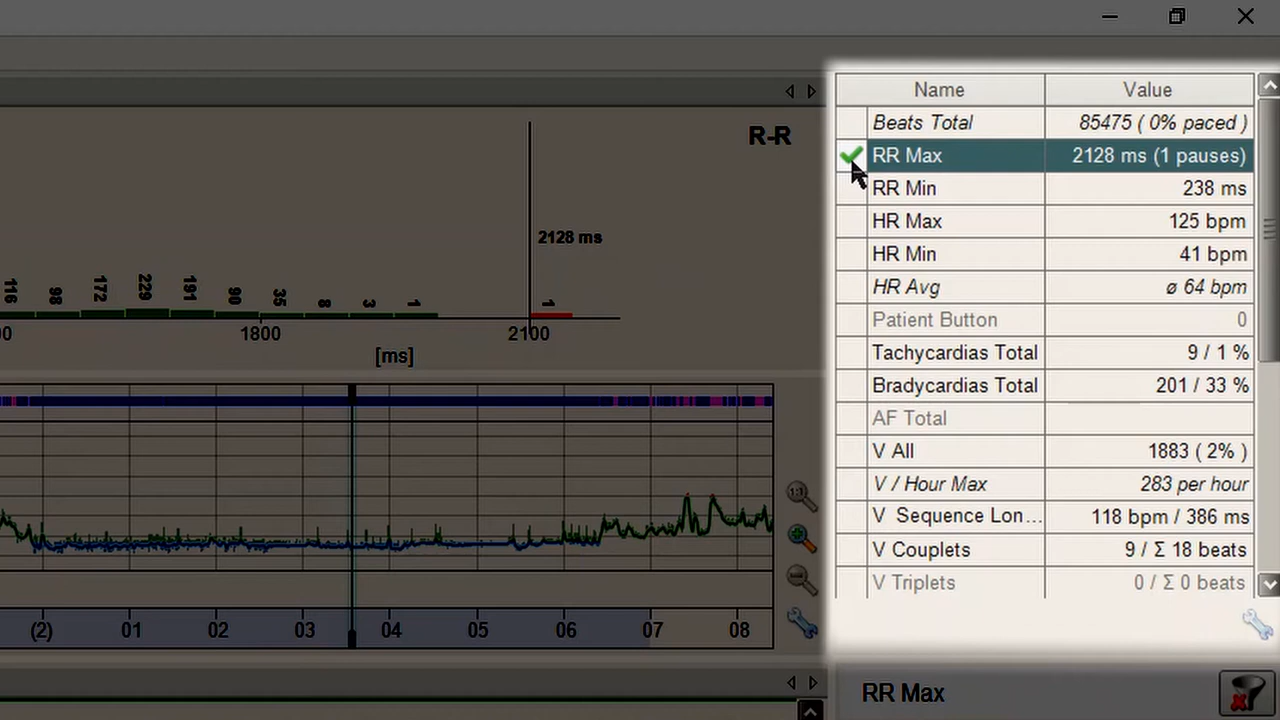 R-R
2128 ms
116 98 172 229 191 90 35 8 3 1 1
00 1800 2100
[ms]
(2) 01 02 03 04 05 06 07 08
1:1
Name Value
Beats Total 85475 ( 0% paced )
RR Max 2128 ms (1 pauses)
RR Min 238 ms
HR Max 125 bpm
HR Min 41 bpm
HR Avg ø 64 bpm
Patient Button 0
Tachycardias Total 9 / 1 %
Bradycardias Total 201 / 33 %
AF Total
V All 1883 ( 2% )
V / Hour Max 283 per hour
V Sequence Lon... 118 bpm / 386 ms
V Couplets 9 / Σ 18 beats
V Triplets 0 / Σ 0 beats
RR Max